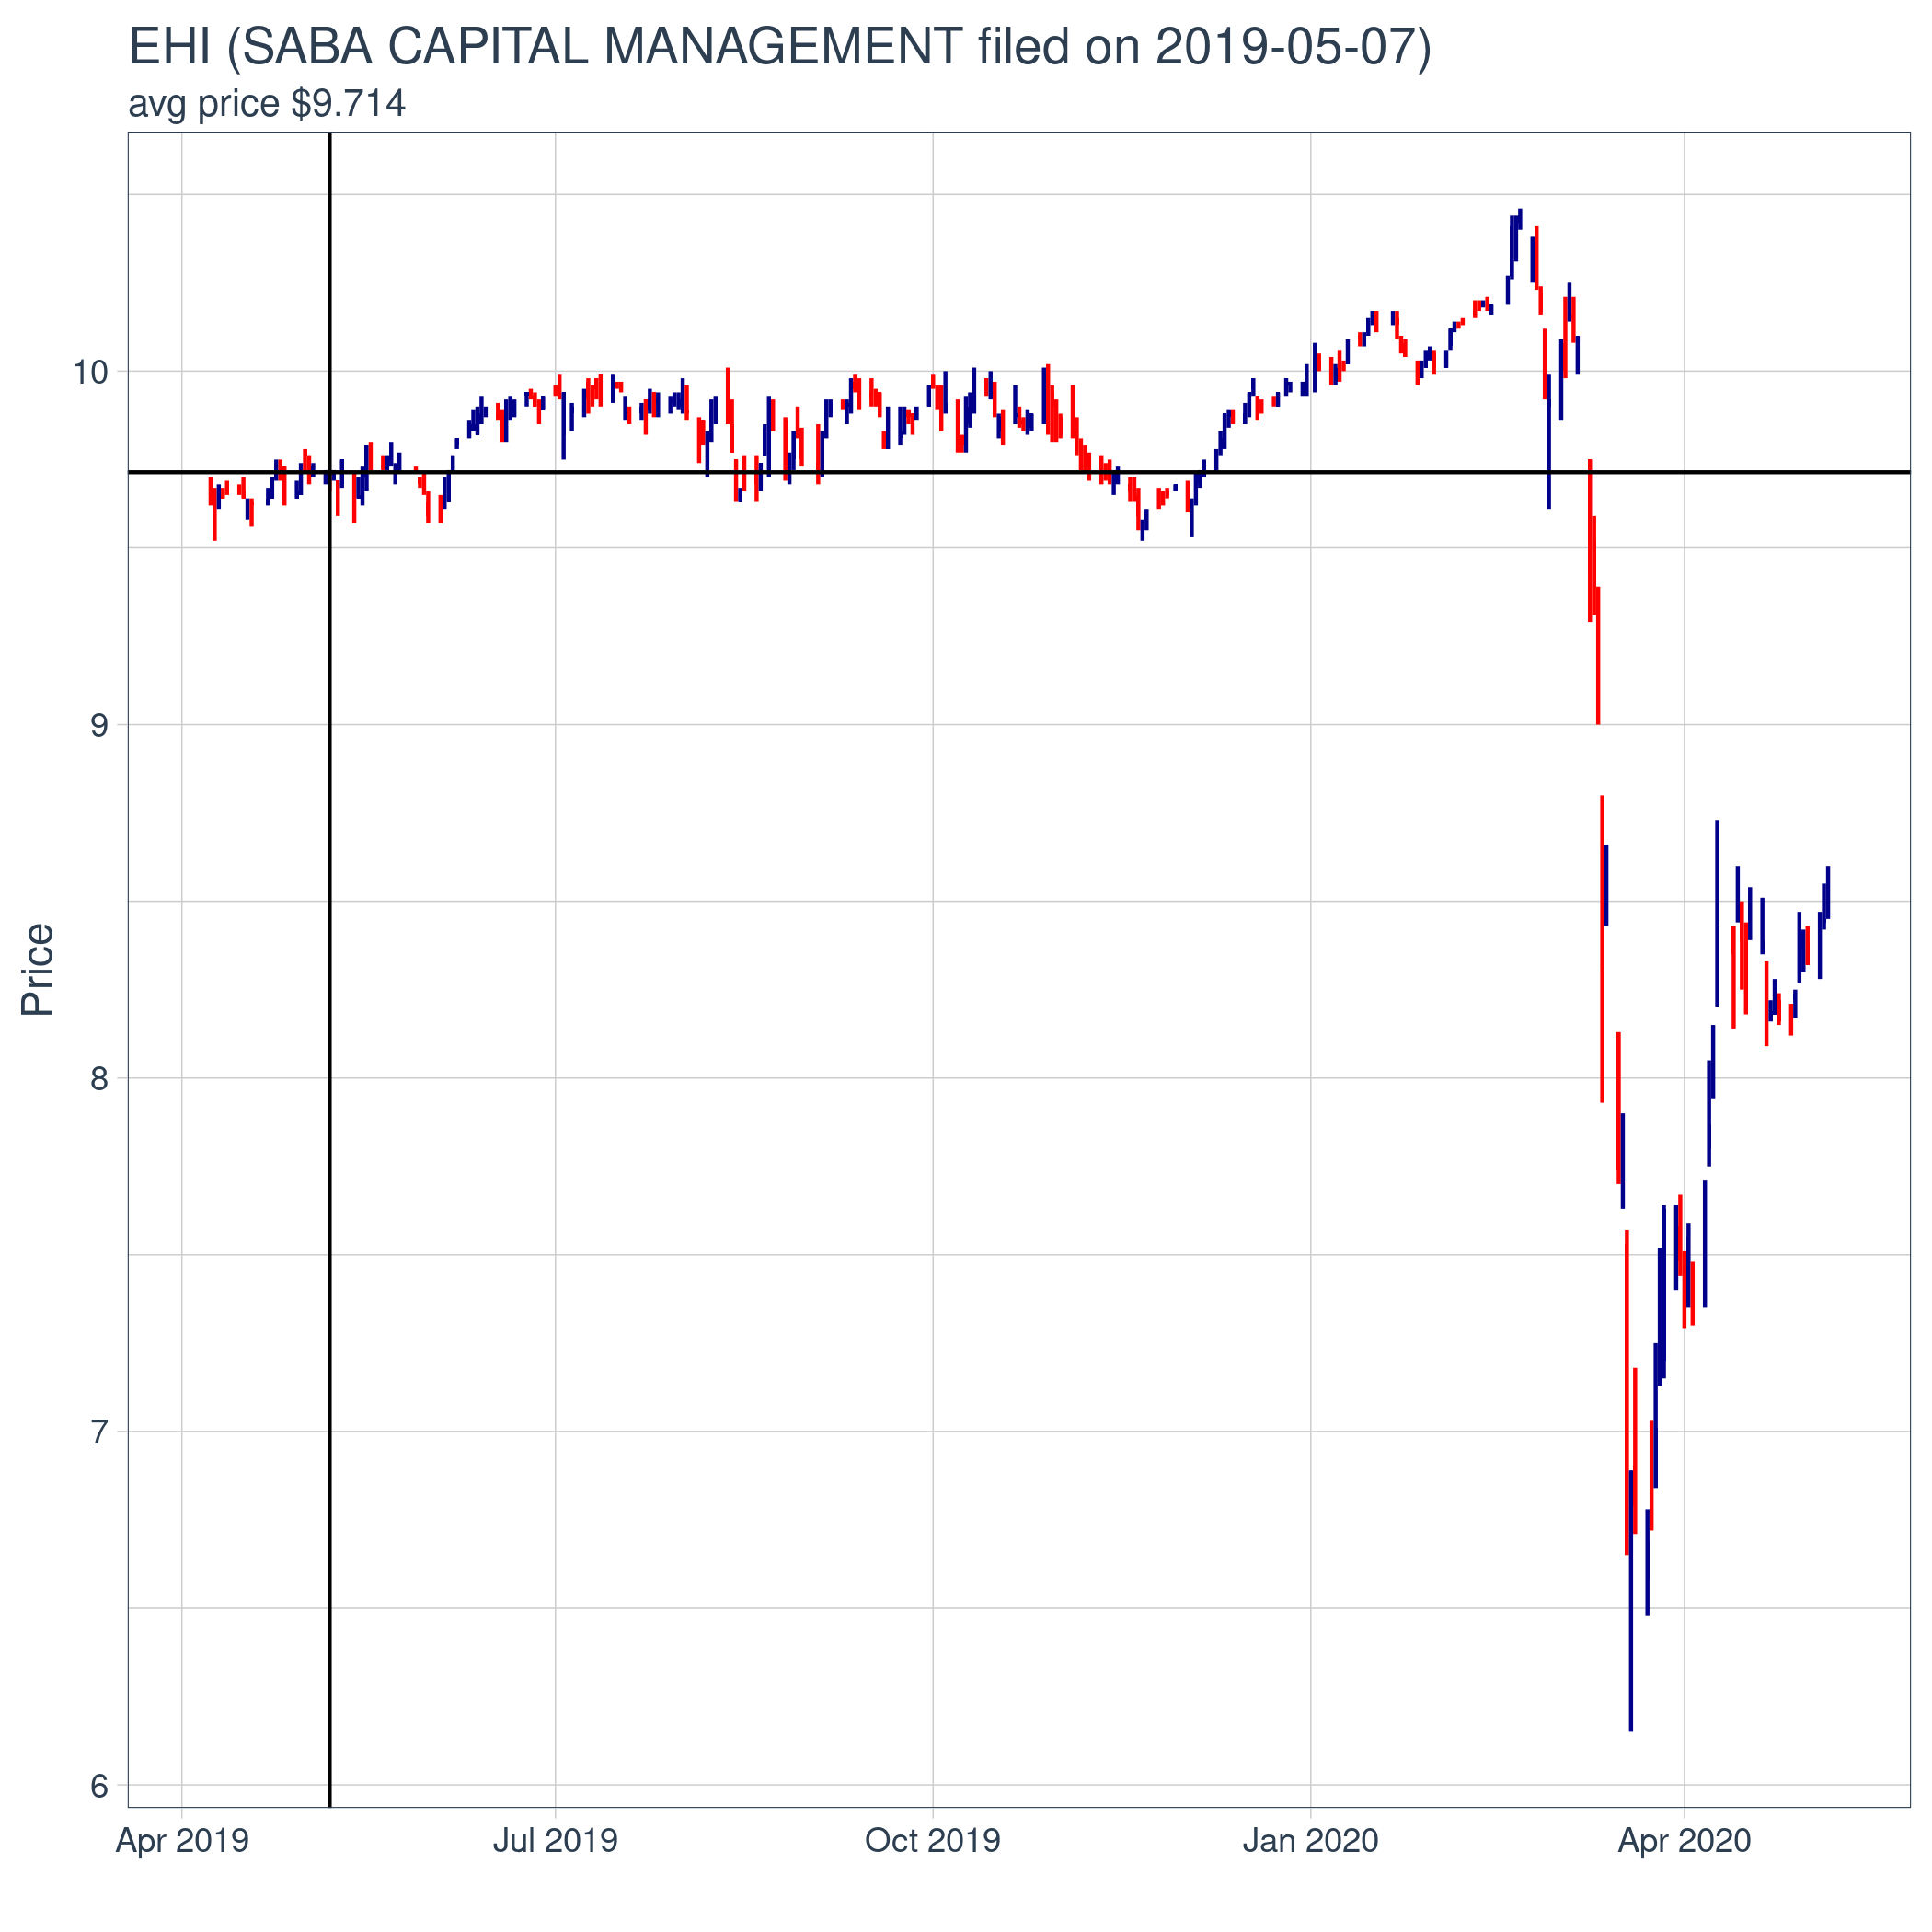 EHI (SABA CAPITAL MANAGEMENT filed on 2019-05-07)
avg price $9.714
Price
10
9
8
7
6
Apr 2019
Jul 2019
Oct 2019
Jan 2020
Apr 2020